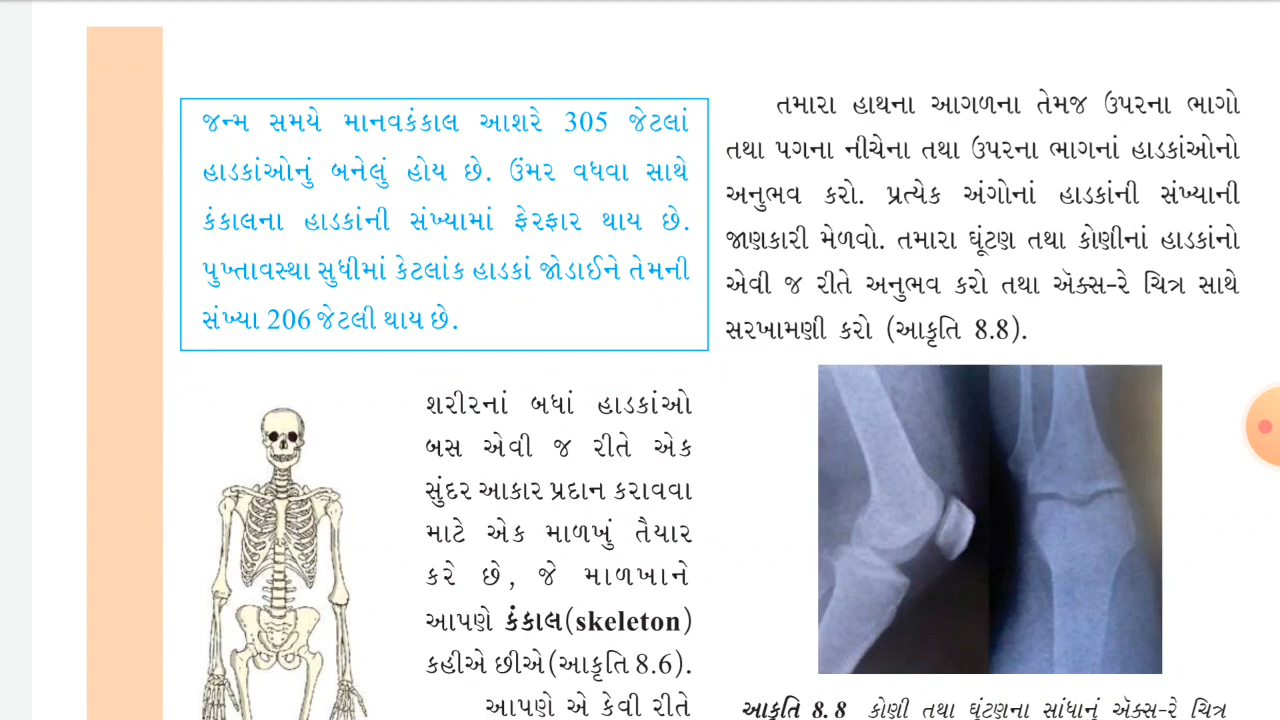 જન્મ સમયે માનવકંકાલ આશરે 305 જેટલાં
હાડકાંઓનું બનેલું હોય છે. ઉંમર વધવા સાથે
કંકાલના હાડકાંની સંખ્યામાં ફેરફાર થાય છે.
પુખ્તાવસ્થા સુધીમાં કેટલાંક હાડકાં જોડાઈને તેમની
સંખ્યા 206 જેટલી થાય છે.
શરીરનાં બધાં હાડકાંઓ
બસ એવી જ રીતે એક
સુંદર આકાર પ્રદાન કરાવવા
માટે એક માળખું તૈયાર
કરે છે, જે માળખાને
આપણે કંકાલ(skeleton)
કહીએ છીએ(આકૃતિ 8.6).
આપણે એ કેવી રીતે
તમારા હાથના આગળના તેમજ ઉપરના ભાગો
તથા પગના નીચેના તથા ઉપરના ભાગનાં હાડકાંઓનો
અનુભવ કરો. પ્રત્યેક અંગોનાં હાડકાંની સંખ્યાની
જાણકારી મેળવો. તમારા ઘૂંટણ તથા કોણીનાં હાડકાંનો
એવી જ રીતે અનુભવ કરો તથા ઍક્સ-રે ચિત્ર સાથે
સરખામણી કરો (આકૃતિ 8.8).
આકૃતિ 8.8 કોણી તથા ઘૂંટણના સાંધાનું ઍક્સ-રે ચિત્ર